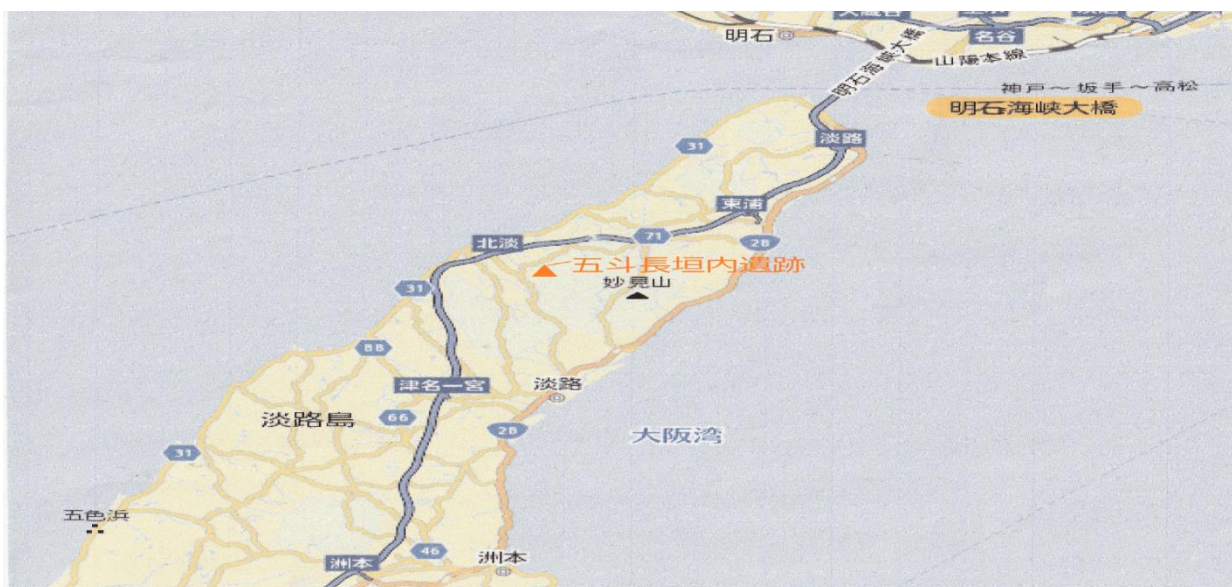 明石
名谷
山陽本線
明石海峡大橋
神戸～坂手～高松
明石海峡大橋
淡路
31
東浦
71
28
北淡
五斗長垣内遺跡
妙見山
31
88
津名一宮
淡路
66
淡路島
28
大阪湾
31
五色浜
46
洲本
洲本